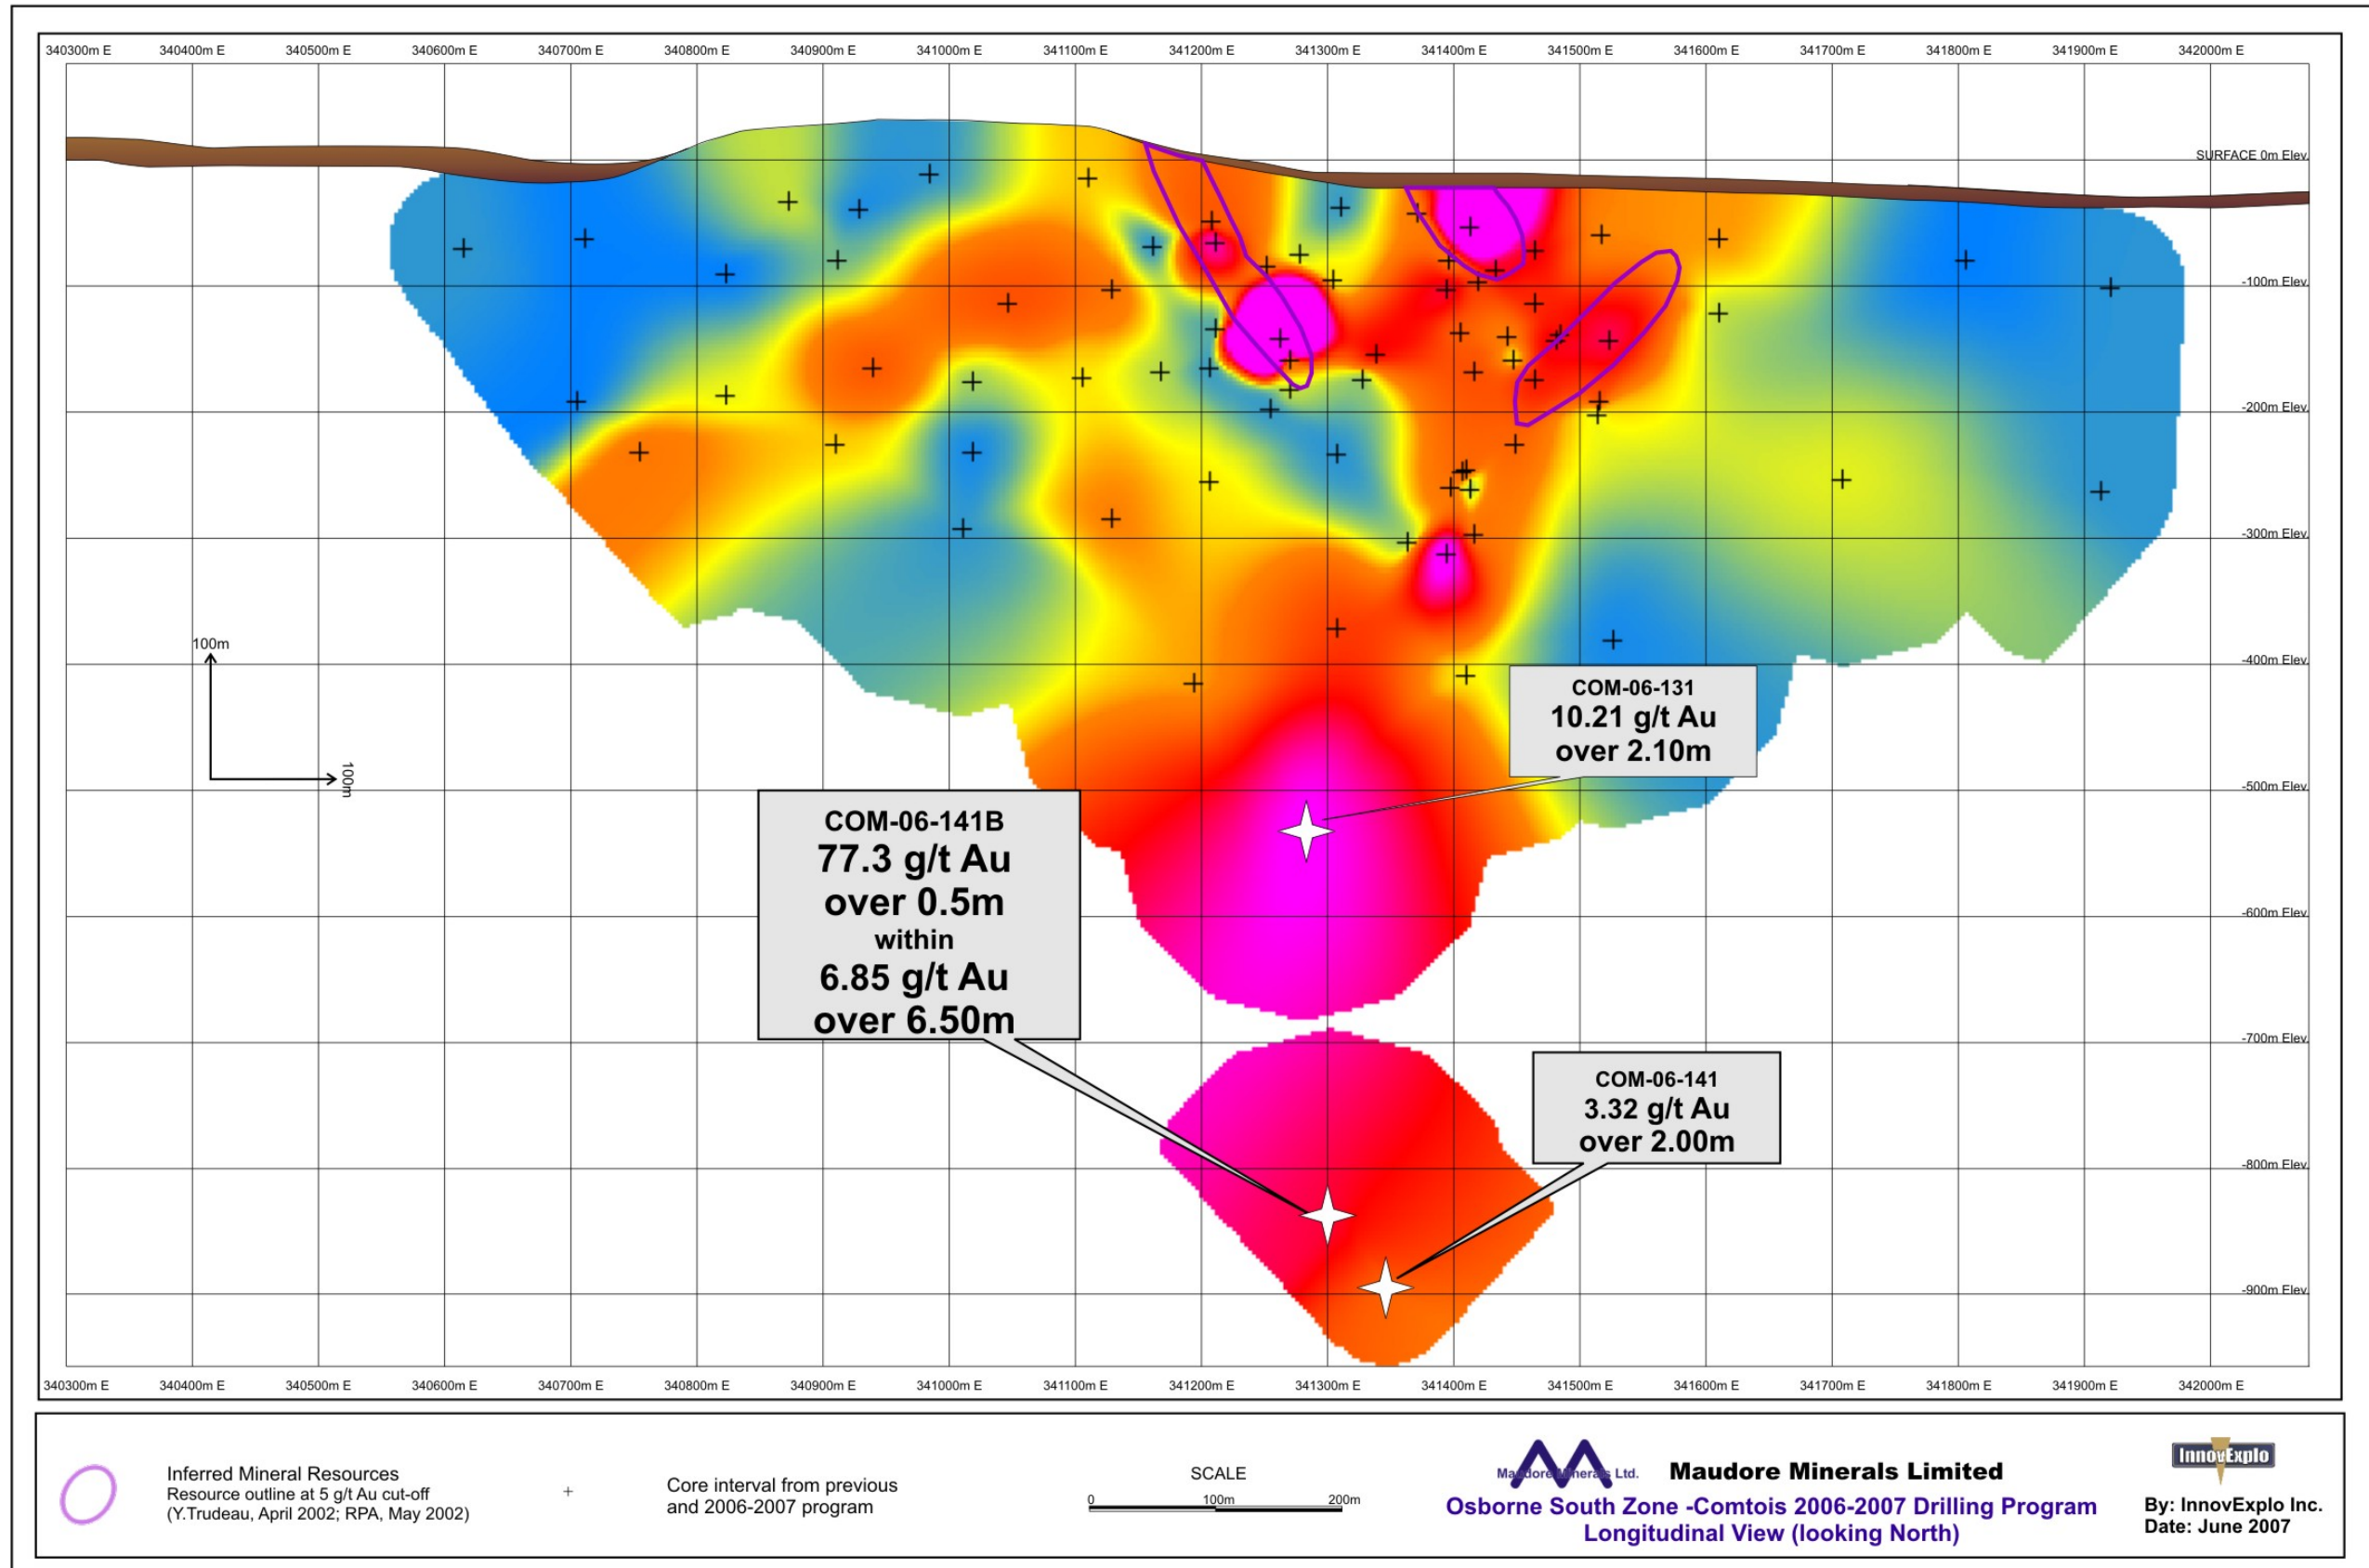 340300m E 340400m E 340500m E 340600m E 340700m E 340800m E 340900m E 341000m E 341100m E 341200m E 341300m E 341400m E 341500m E 341600m E 341700m E 341800m E 341900m E 342000m E
SURFACE 0m Elev.
-100m Elev.
-200m Elev.
-300m Elev.
-400m Elev.
-500m Elev.
-600m Elev.
-700m Elev.
-800m Elev.
-900m Elev.
100m
100m
COM-06-131
10.21 g/t Au
over 2.10m
COM-06-141B
77.3 g/t Au
over 0.5m
within
6.85 g/t Au
over 6.50m
COM-06-141
3.32 g/t Au
over 2.00m
340300m E 340400m E 340500m E 340600m E 340700m E 340800m E 340900m E 341000m E 341100m E 341200m E 341300m E 341400m E 341500m E 341600m E 341700m E 341800m E 341900m E 342000m E
Inferred Mineral Resources
Resource outline at 5 g/t Au cut-off
(Y.Trudeau, April 2002; RPA, May 2002)
Core interval from previous
and 2006-2007 program
SCALE
0 100m 200m
Maudore Minerals Ltd.
Maudore Minerals Limited
Osborne South Zone -Comtois 2006-2007 Drilling Program
Longitudinal View (looking North)
InnovExplo
By: InnovExplo Inc.
Date: June 2007